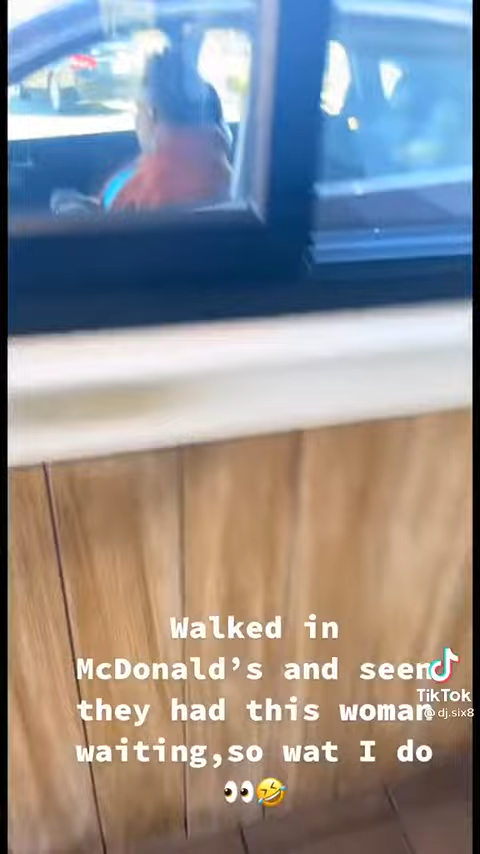 Walked in
McDonald’s and seen
they had this woman
waiting,so wat I do
👀🤣
TikTok
@dj.six8